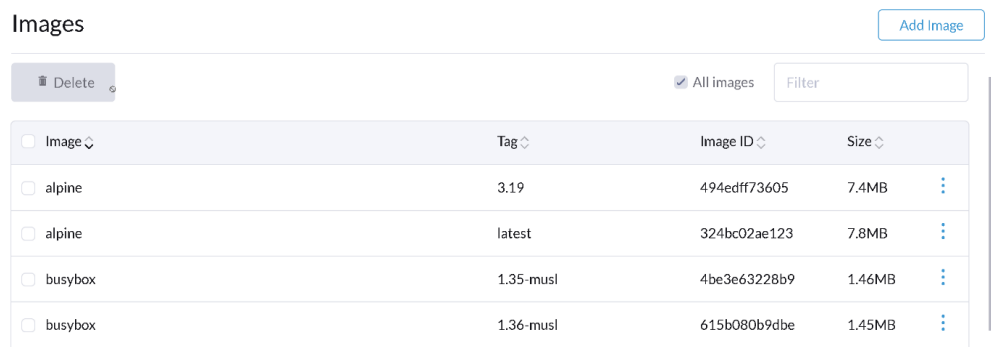 Images
Add Image
Delete
All images
Filter
Image Tag Image ID Size
alpine 3.19 494edff73605 7.4MB
alpine latest 324bc02ae123 7.8MB
busybox 1.35-musl 4be3e63228b9 1.46MB
busybox 1.36-musl 615b080b9dbe 1.45MB